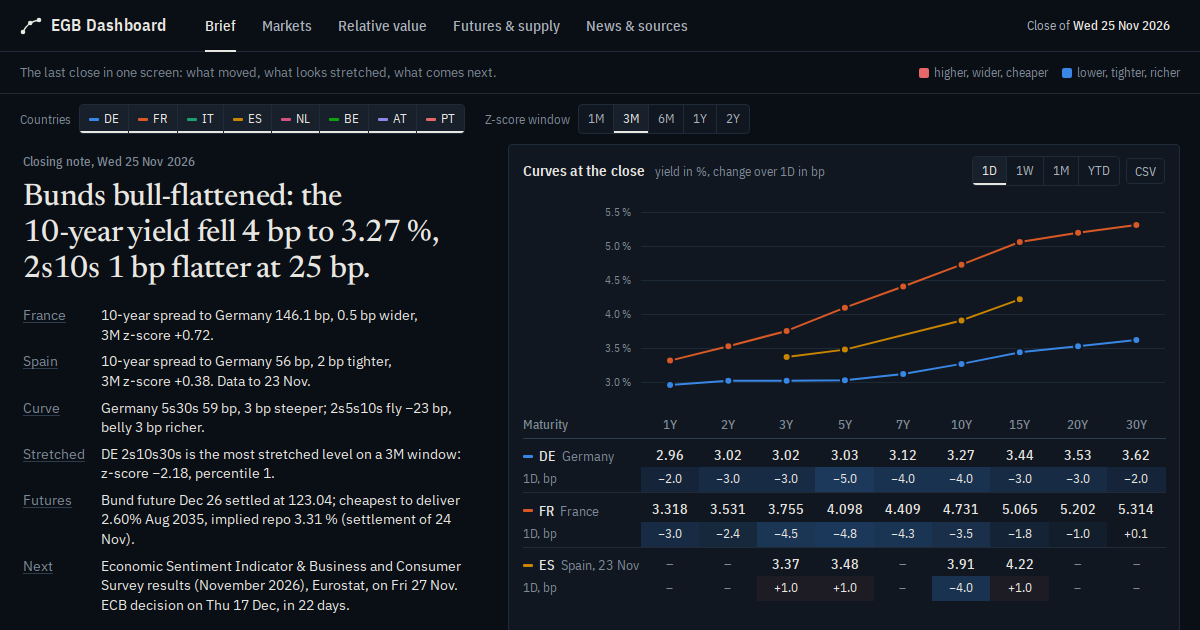 EGB Dashboard Brief Markets Relative value Futures & supply News & sources Close of Wed 25 Nov 2026
The last close in one screen: what moved, what looks stretched, what comes next. higher, wider, cheaper lower, tighter, richer
Countries DE FR IT ES NL BE AT PT Z-score window 1M 3M 6M 1Y 2Y
Closing note, Wed 25 Nov 2026
Bunds bull-flattened: the
10-year yield fell 4 bp to 3.27 %,
2s10s 1 bp flatter at 25 bp.
France 10-year spread to Germany 146.1 bp, 0.5 bp wider,
3M z-score +0.72.
Spain 10-year spread to Germany 56 bp, 2 bp tighter,
3M z-score +0.38. Data to 23 Nov.
Curve Germany 5s30s 59 bp, 3 bp steeper; 2s5s10s fly −23 bp,
belly 3 bp richer.
Stretched DE 2s10s30s is the most stretched level on a 3M window:
z-score −2.18, percentile 1.
Futures Bund future Dec 26 settled at 123.04; cheapest to deliver
2.60% Aug 2035, implied repo 3.31 % (settlement of 24
Nov).
Next Economic Sentiment Indicator & Business and Consumer
Survey results (November 2026), Eurostat, on Fri 27 Nov.
ECB decision on Thu 17 Dec, in 22 days.
Curves at the close yield in %, change over 1D in bp 1D 1W 1M YTD CSV
5.5 %
5.0 %
4.5 %
4.0 %
3.5 %
3.0 %
Maturity 1Y 2Y 3Y 5Y 7Y 10Y 15Y 20Y 30Y
DE Germany 2.96 3.02 3.02 3.03 3.12 3.27 3.44 3.53 3.62
1D, bp −2.0 −3.0 −3.0 −5.0 −4.0 −4.0 −3.0 −3.0 −2.0
FR France 3.318 3.531 3.755 4.098 4.409 4.731 5.065 5.202 5.314
1D, bp −3.0 −2.4 −4.5 −4.8 −4.3 −3.5 −1.8 −1.0 +0.1
ES Spain, 23 Nov – – 3.37 3.48 – 3.91 4.22 – –
1D, bp – – +1.0 +1.0 – −4.0 +1.0 – –